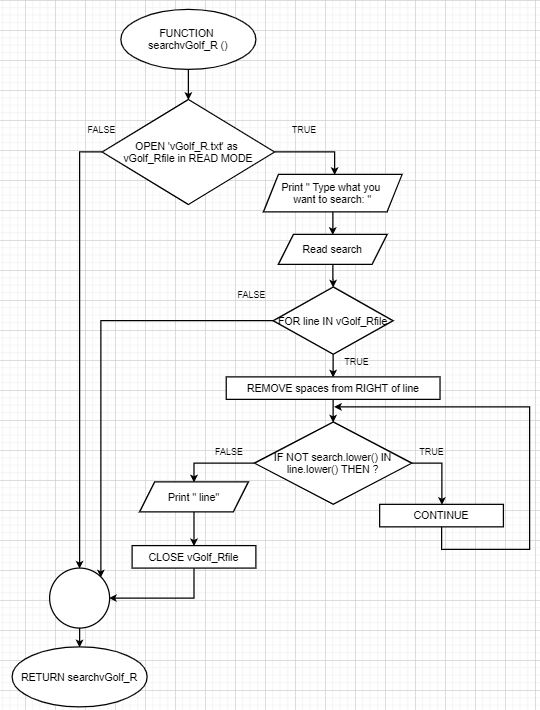 FUNCTION
searchvGolf_R ()
FALSE
TRUE
OPEN 'vGolf_R.txt' as
vGolf_Rfile in READ MODE
Print " Type what you
want to search: "
Read search
FALSE
FOR line IN vGolf_Rfile
TRUE
REMOVE spaces from RIGHT of line
FALSE
TRUE
IF NOT search.lower() IN
line.lower() THEN ?
Print " line"
CONTINUE
CLOSE vGolf_Rfile
RETURN searchvGolf_R